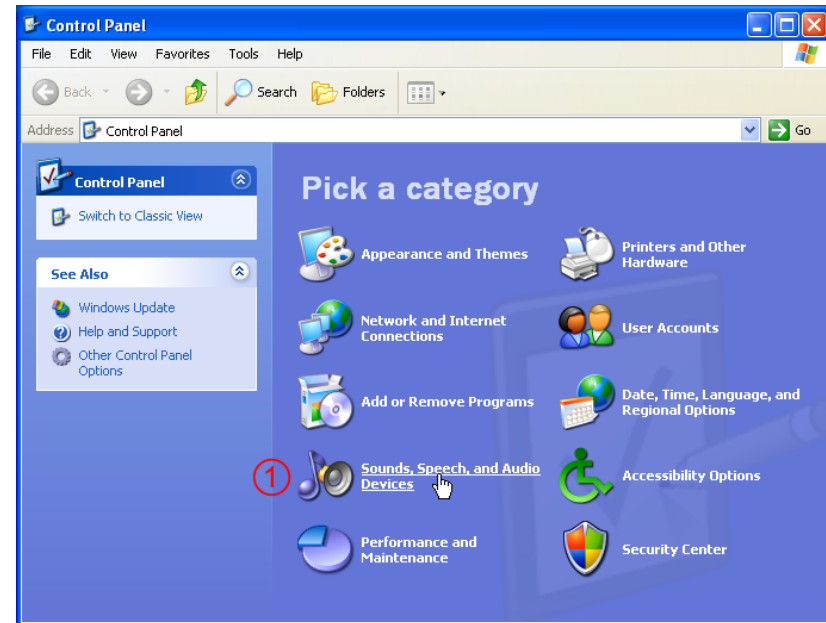 Control Panel
File Edit View Favorites Tools Help
Back Search Folders
Address Control Panel Go
Control Panel
Switch to Classic View
See Also
Windows Update
Help and Support
Other Control Panel
Options
Pick a category
Appearance and Themes
Printers and Other
Hardware
Network and Internet
Connections
User Accounts
Add or Remove Programs
Date, Time, Language, and
Regional Options
1
Sounds, Speech, and Audio
Devices
Accessibility Options
Performance and
Maintenance
Security Center